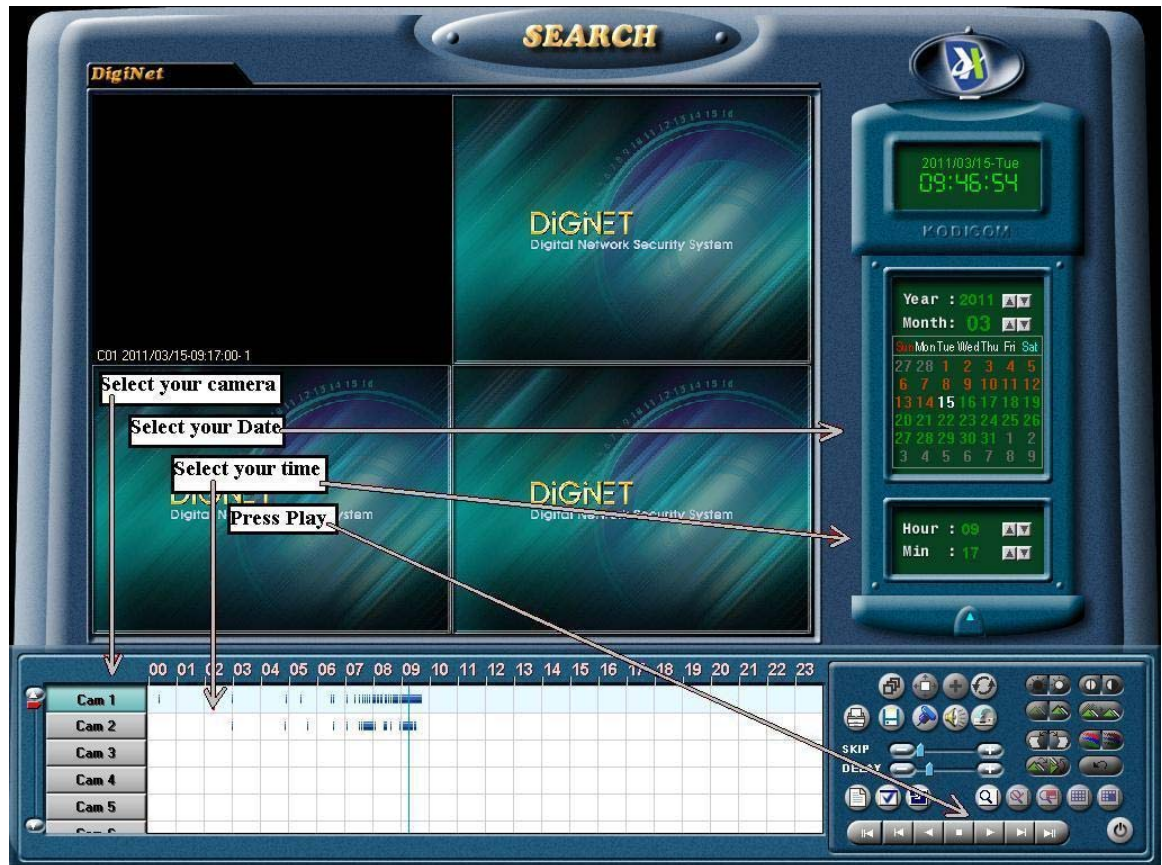 SEARCH
DigiNet
DiGiNET
Digital Network Security System
C01 2011/03/15-09:17:00-1
Select your camera
Select your Date
Select your time
Press Play
DiGiNET
Digital Network Security System
2011/03/15-Tue
09:46:54
KODICOM
Year : 2011
Month: 03
Sun Mon Tue Wed Thu Fri Sat
27 28 1 2 3 4 5
6 7 8 9 10 11 12
13 14 15 16 17 18 19
20 21 22 23 24 25 26
27 28 29 30 31 1 2
3 4 5 6 7 8 9
Hour : 09
Min : 17
00 01 02 03 04 05 06 07 08 09 10 11 12 13 14 15 16 17 18 19 20 21 22 23
Cam 1
Cam 2
Cam 3
Cam 4
Cam 5
SKIP
DELAY